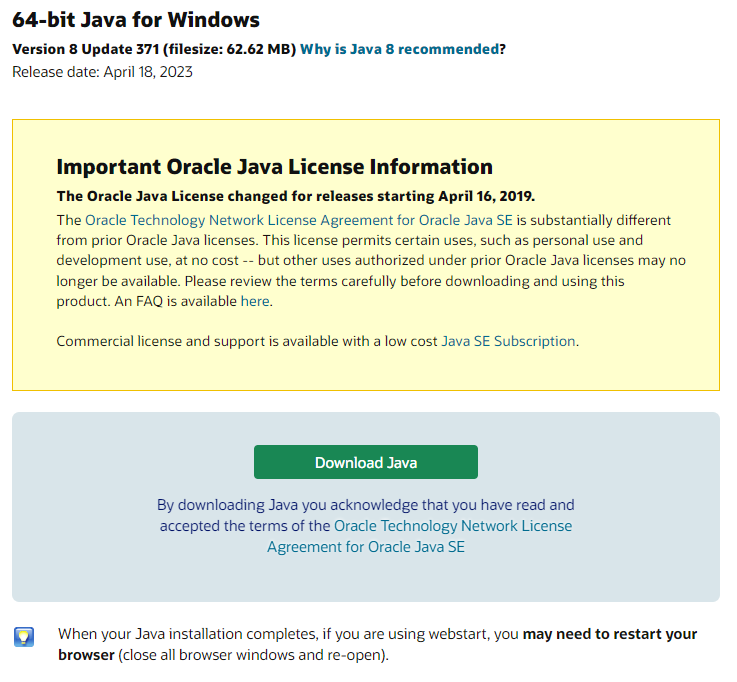 64-bit Java for Windows
Version 8 Update 371 (filesize: 62.62 MB) Why is Java 8 recommended?
Release date: April 18, 2023
Important Oracle Java License Information
The Oracle Java License changed for releases starting April 16, 2019.
The Oracle Technology Network License Agreement for Oracle Java SE is substantially different
from prior Oracle Java licenses. This license permits certain uses, such as personal use and
development use, at no cost -- but other uses authorized under prior Oracle Java licenses may no
longer be available. Please review the terms carefully before downloading and using this
product. An FAQ is available here.
Commercial license and support is available with a low cost Java SE Subscription.
Download Java
By downloading Java you acknowledge that you have read and
accepted the terms of the Oracle Technology Network License
Agreement for Oracle Java SE
When your Java installation completes, if you are using webstart, you may need to restart your
browser (close all browser windows and re-open).